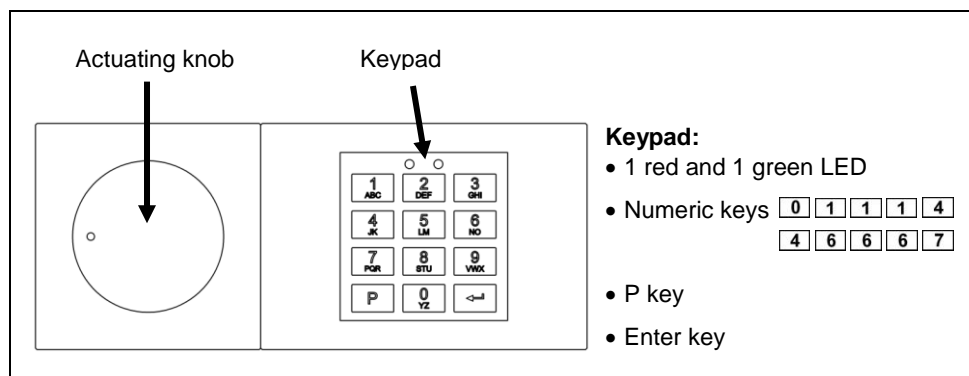 Actuating knob
Keypad
Keypad:
• 1 red and 1 green LED
• Numeric keys 0 1 1 1 4
4 6 6 6 7
• P key
• Enter key
1 2 3
ABC DEF GHI
4 5 6
JK LM NO
7 8 9
PQR STU VWX
P 0
YZ